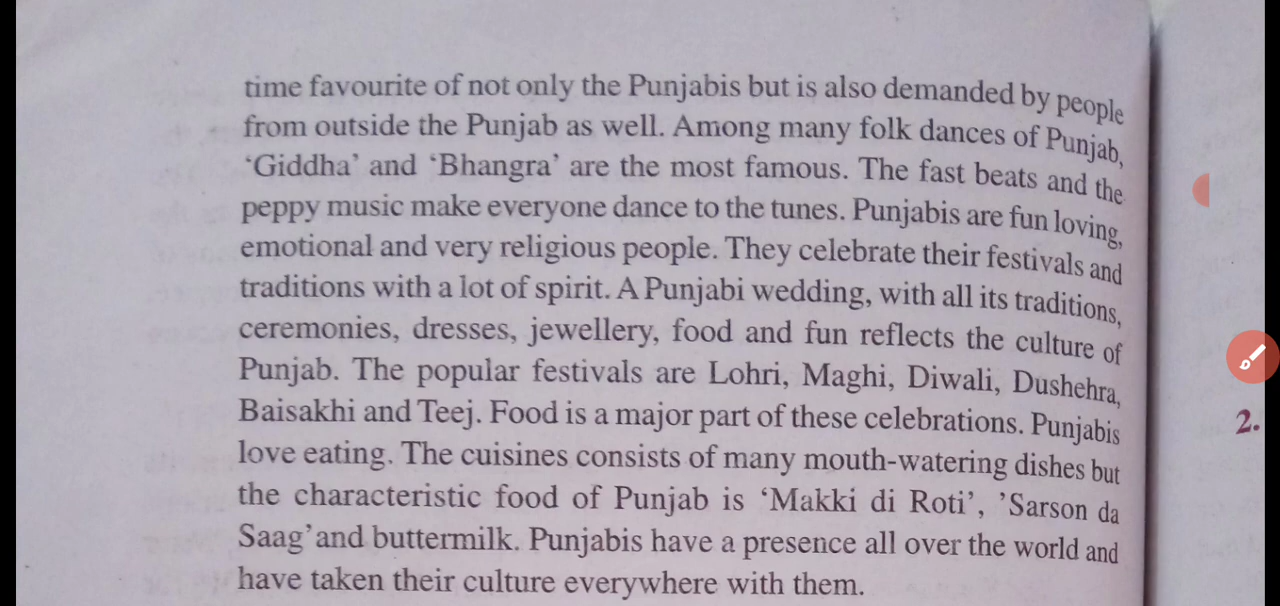 time favourite of not only the Punjabis but is also demanded by people
from outside the Punjab as well. Among many folk dances of Punjab,
‘Giddha’ and ‘Bhangra’ are the most famous. The fast beats and the
peppy music make everyone dance to the tunes. Punjabis are fun loving,
emotional and very religious people. They celebrate their festivals and
traditions with a lot of spirit. A Punjabi wedding, with all its traditions,
ceremonies, dresses, jewellery, food and fun reflects the culture of
Punjab. The popular festivals are Lohri, Maghi, Diwali, Dushehra,
Baisakhi and Teej. Food is a major part of these celebrations. Punjabis
love eating. The cuisines consists of many mouth-watering dishes but
the characteristic food of Punjab is ‘Makki di Roti’, ’Sarson da
Saag’ and buttermilk. Punjabis have a presence all over the world and
have taken their culture everywhere with them.
2.